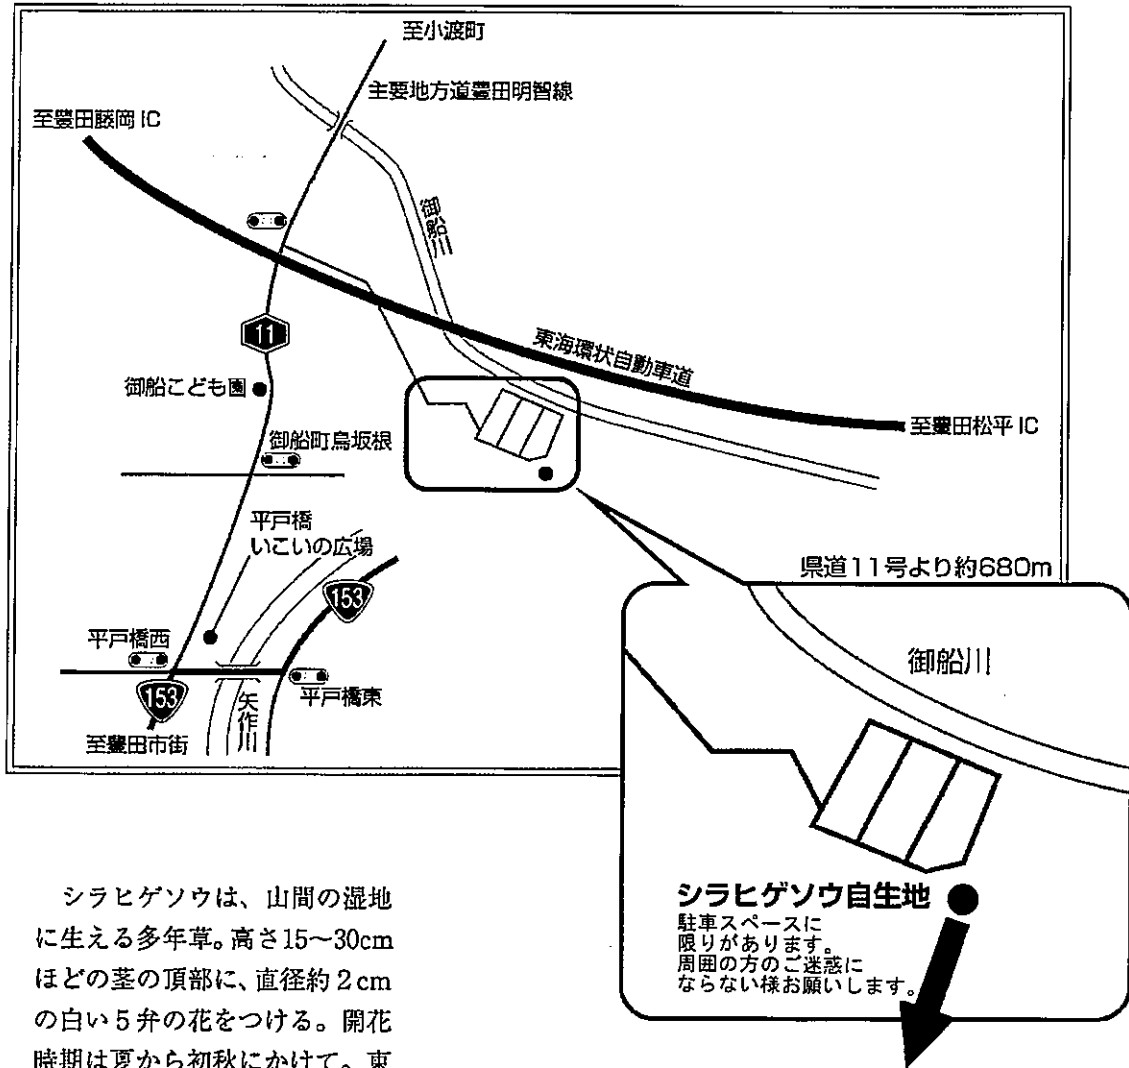 至小渡町
主要地方道豊田明智線
至豊田藤岡 IC
御船川
11
東海環状自動車道
御船こども園
至豊田松平 IC
御船町鳥坂根
平戸橋
いこいの広場
153
県道11号より約680m
平戸橋西
平戸橋東
153
矢作川
至豊田市街
御船川
シラヒゲソウ自生地
駐車スペースに
限りがあります。
周囲の方のご迷惑に
ならない様お願いします。
シラヒゲソウは、山間の湿地
に生える多年草。高さ15〜30cm
ほどの茎の頂部に、直径約2cm
の白い5弁の花をつける。開花
時期は夏から初秋にかけて。東